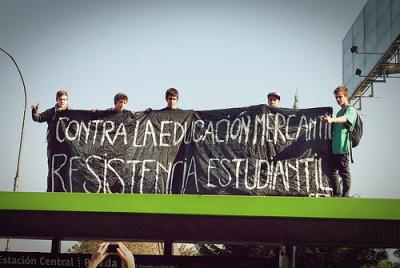 CONTRA LA EDUCACIÓN MERCANTIL
RESISTENCIA ESTUDIANTIL
Estación Central